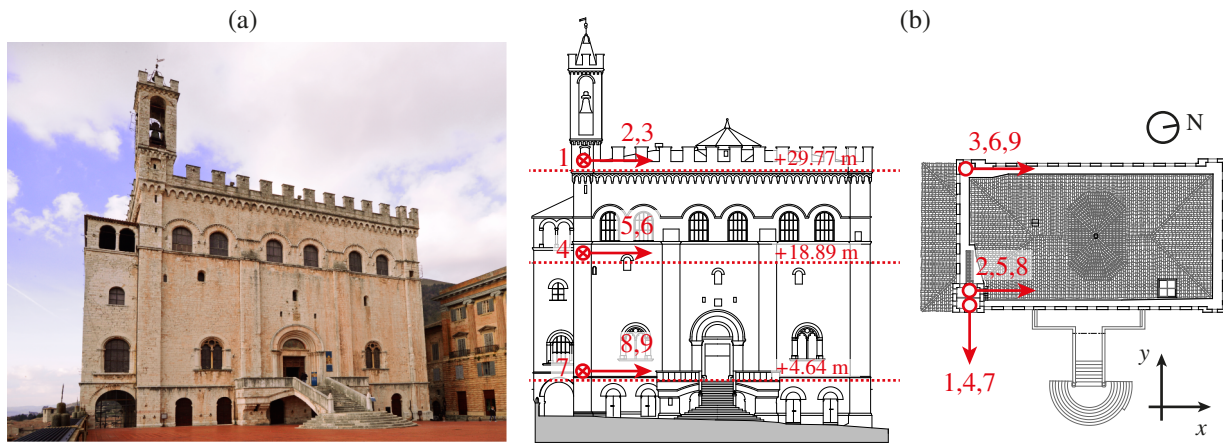 (a)
(b)
1
2,3
+29.77 m
5,6
4
+18.89 m
8,9
7
+4.64 m
N
3,6,9
2,5,8
1,4,7
y
x